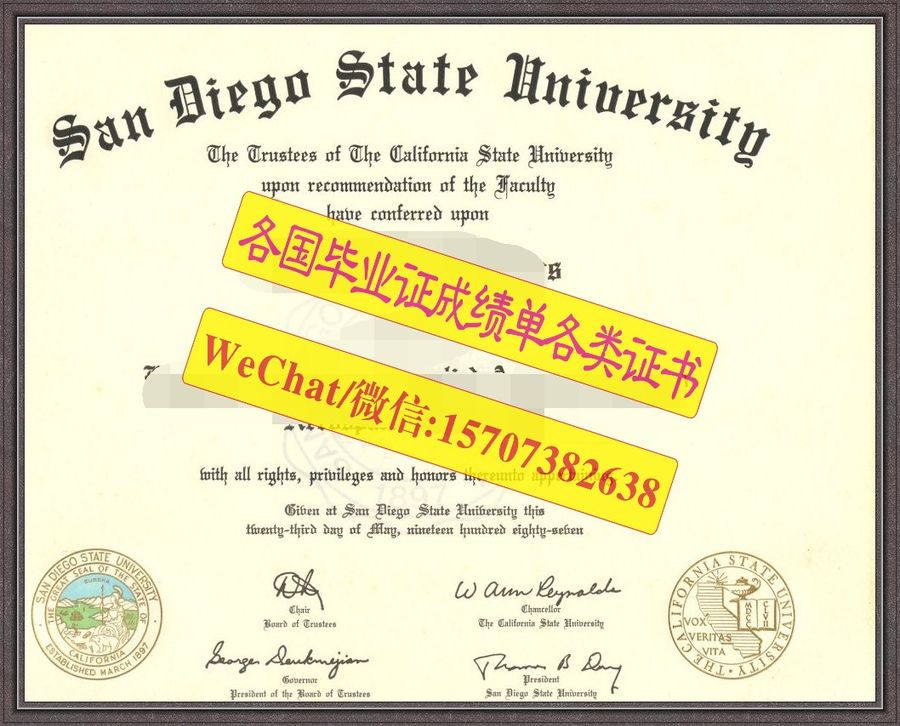 San Diego State University
The Trustees of The California State University
upon recommendation of the Faculty
have conferred upon
各国毕业证成绩单各类证书
WeChat/微信:15707382638
with all rights, privileges and honors thereunto appertaining
1897
Given at San Diego State University this
twenty-third day of May, nineteen hundred eighty-seven
SAN DIEGO STATE UNIVERSITY
THE GREAT SEAL OF THE STATE OF
EUREKA
CALIFORNIA
ESTABLISHED MARCH 1897
Chair
Board of Trustees
W Ann Reynolds
Chancellor
The California State University
George Deukmejian
Governor
President of the Board of Trustees
Thomas B Day
President
San Diego State University
THE CALIFORNIA STATE UNIVERSITY
VOX
VERITAS
VITA
MDCCCLVII